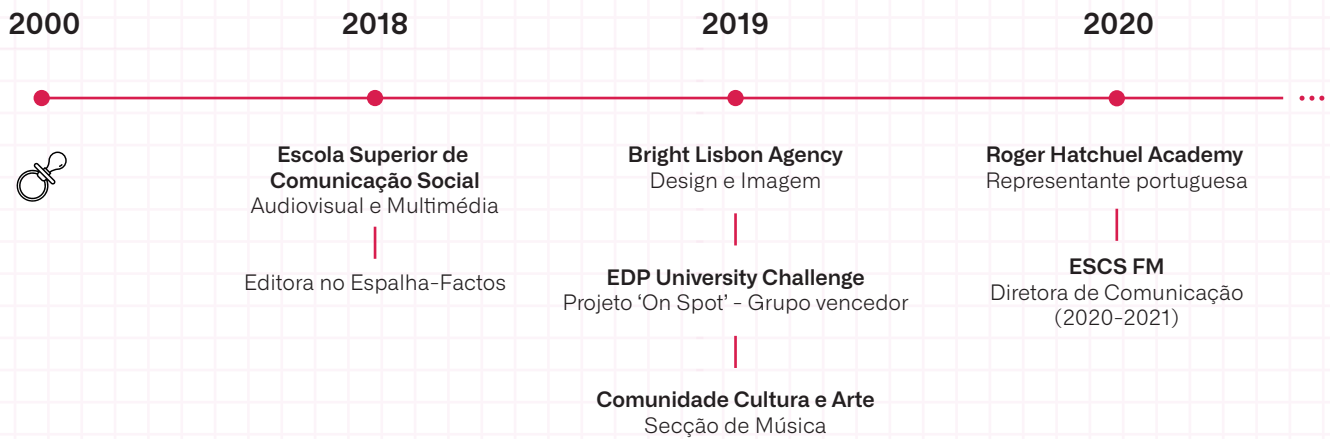 2000
2018
2019
2020
Escola Superior de
Comunicação Social
Audiovisual e Multimédia
Editora no Espalha-Factos
Bright Lisbon Agency
Design e Imagem
EDP University Challenge
Projeto ‘On Spot’ - Grupo vencedor
Comunidade Cultura e Arte
Secção de Música
Roger Hatchuel Academy
Representante portuguesa
ESCS FM
Diretora de Comunicação
(2020-2021)